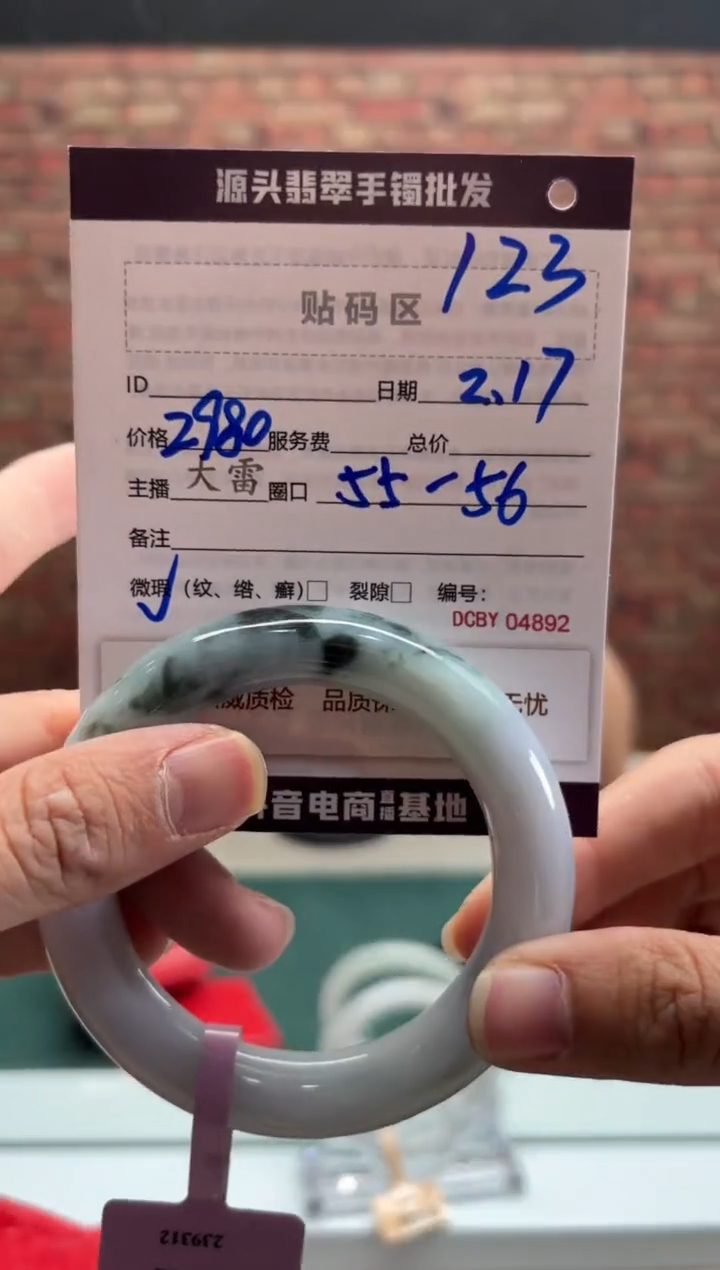 源头翡翠手镯批发
123
贴码区
ID 日期 2.17
价格 2980 服务费 总价
主播 大雷 圈口 55-56
备注
微瑕 √ (纹、绺、癣)□ 裂隙□ 编号:
DCBY 04892
威质检 品质保 无忧
音电商直播基地
239312